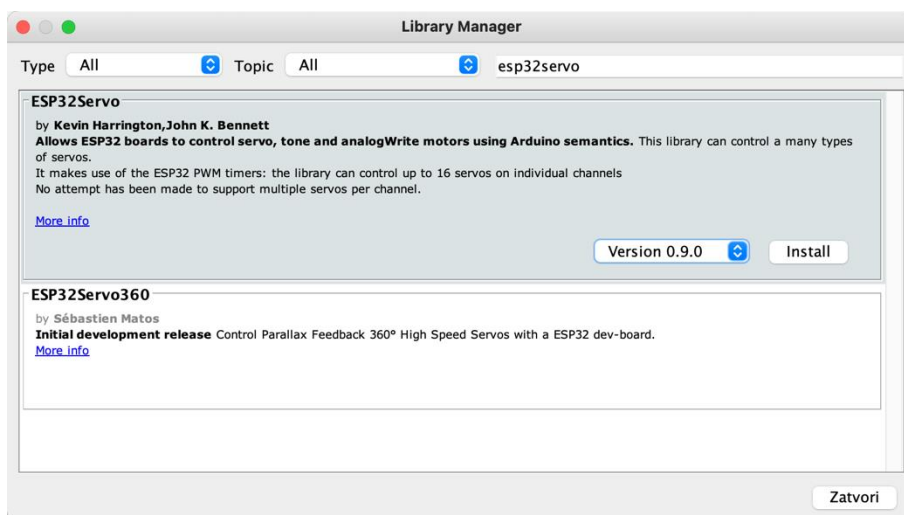 Library Manager
Type All Topic All esp32servo
ESP32Servo
by Kevin Harrington,John K. Bennett
Allows ESP32 boards to control servo, tone and analogWrite motors using Arduino semantics. This library can control a many types
of servos.
It makes use of the ESP32 PWM timers: the library can control up to 16 servos on individual channels
No attempt has been made to support multiple servos per channel.
More info
Version 0.9.0 Install
ESP32Servo360
by Sébastien Matos
Initial development release Control Parallax Feedback 360º High Speed Servos with a ESP32 dev-board.
More info
Zatvori